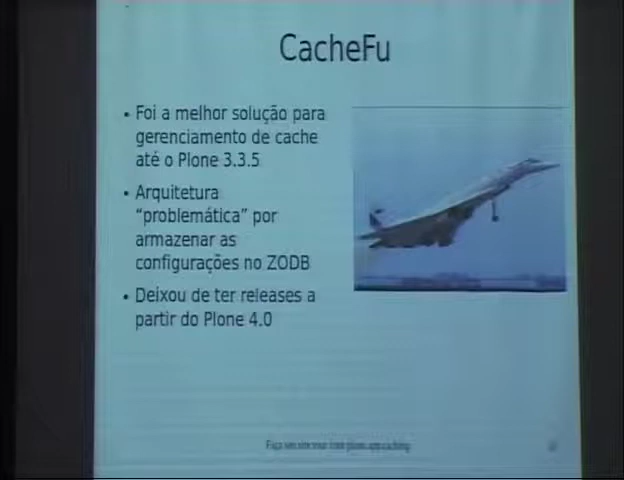 CacheFu
• Foi a melhor solução para
gerenciamento de cache
até o Plone 3.3.5
• Arquitetura
“problemática” por
armazenar as
configurações no ZODB
• Deixou de ter releases a
partir do Plone 4.0